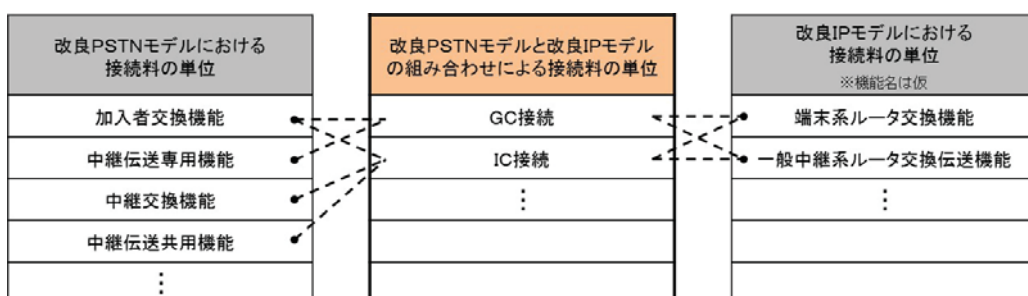 改良PSTNモデルにおける
接続料の単位
加入者交換機能
中継伝送専用機能
中継交換機能
中継伝送共用機能
⋮
改良PSTNモデルと改良IPモデル
の組み合わせによる接続料の単位
GC接続
IC接続
⋮
改良IPモデルにおける
接続料の単位
※機能名は仮
端末系ルータ交換機能
一般中継系ルータ交換伝送機能
⋮